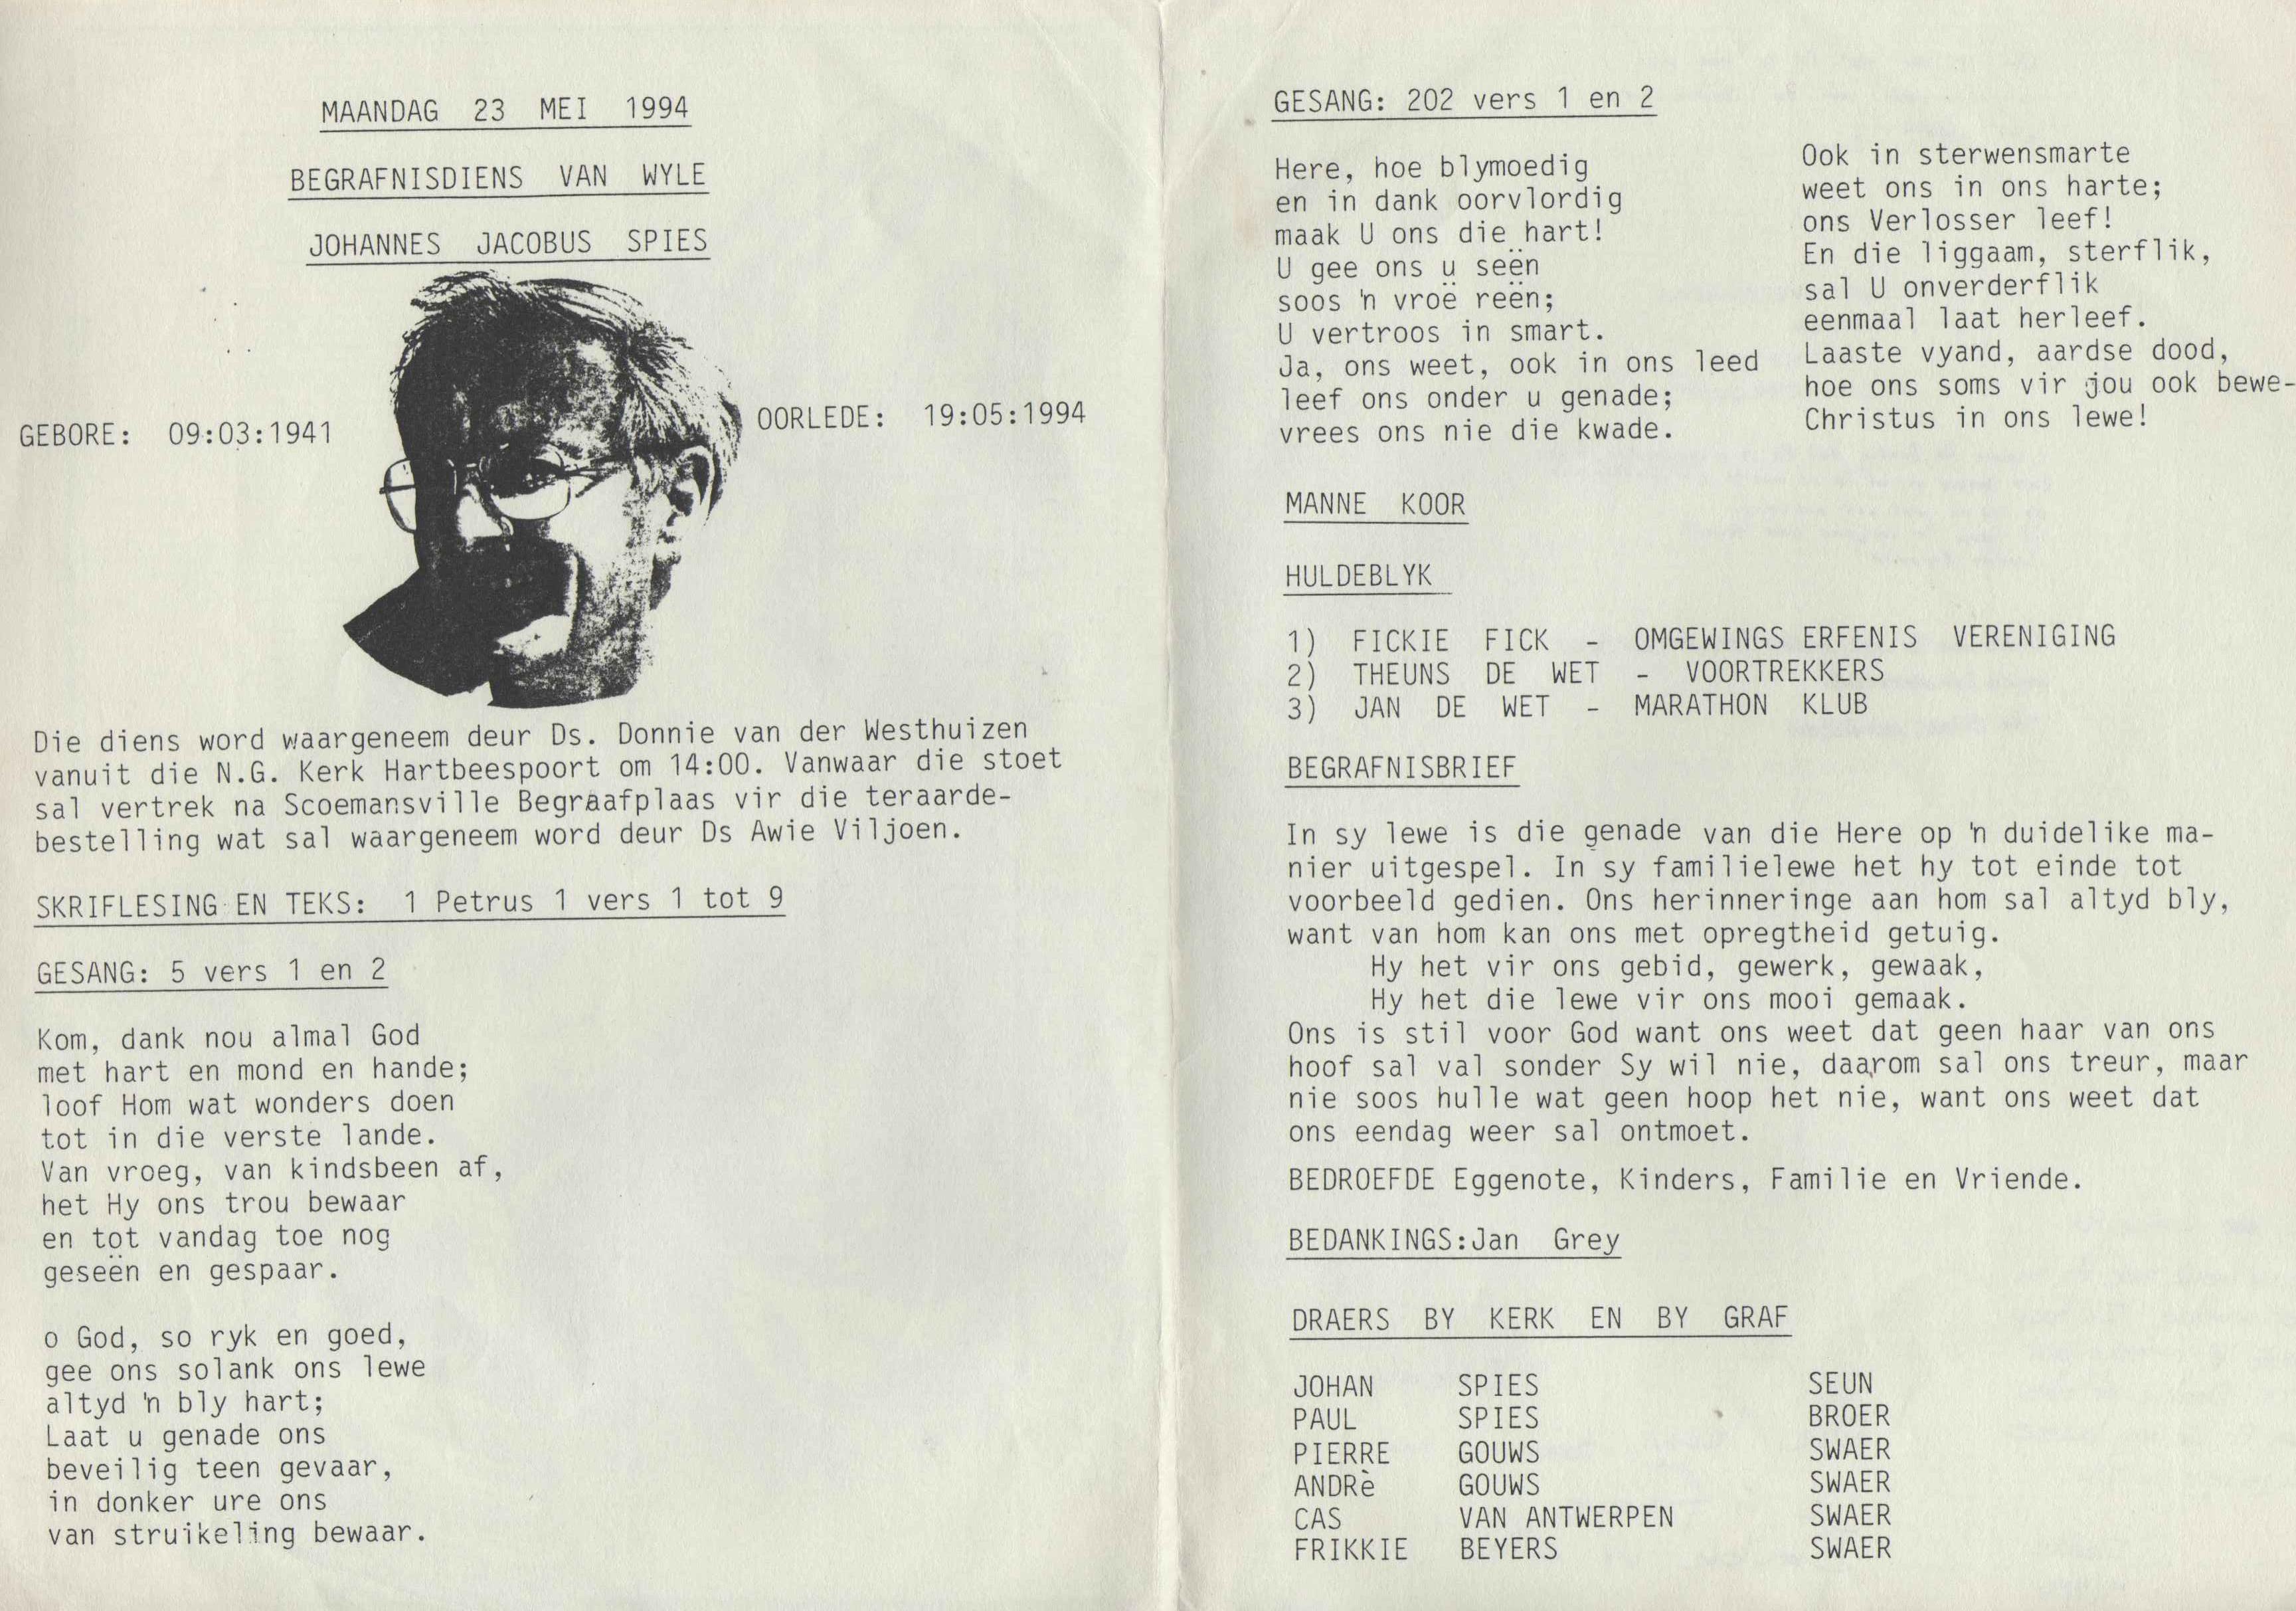 MAANDAG 23 MEI 1994
BEGRAFNISDIENS VAN WYLE
JOHANNES JACOBUS SPIES
GEBORE: 09:03:1941
OORLEDE: 19:05:1994
Die diens word waargeneem deur Ds. Donnie van der Westhuizen
vanuit die N.G. Kerk Hartbeespoort om 14:00. Vanwaar die stoet
sal vertrek na Scoemansville Begraafplaas vir die teraarde-
bestelling wat sal waargeneem word deur Ds Awie Viljoen.
SKRIFLESING EN TEKS: 1 Petrus 1 vers 1 tot 9
GESANG: 5 vers 1 en 2
Kom, dank nou almal God
met hart en mond en hande;
loof Hom wat wonders doen
tot in die verste lande.
Van vroeg, van kindsbeen af,
het Hy ons trou bewaar
en tot vandag toe nog
geseën en gespaar.
o God, so ryk en goed,
gee ons solank ons lewe
altyd 'n bly hart;
Laat u genade ons
beveilig teen gevaar,
in donker ure ons
van struikeling bewaar.
GESANG: 202 vers 1 en 2
Here, hoe blymoedig
en in dank oorvlordig
maak U ons die hart!
U gee ons u seën
soos 'n vroë reën;
U vertroos in smart.
Ja, ons weet, ook in ons leed
leef ons onder u genade;
vrees ons nie die kwade.
Ook in sterwensmarte
weet ons in ons harte;
ons Verlosser leef!
En die liggaam, sterflik,
sal U onverderflik
eenmaal laat herleef.
Laaste vyand, aardse dood,
hoe ons soms vir jou ook bewe-
Christus in ons lewe!
MANNE KOOR
HULDEBLYK
1) FICKIE FICK - OMGEWINGS ERFENIS VERENIGING
2) THEUNS DE WET - VOORTREKKERS
3) JAN DE WET - MARATHON KLUB
BEGRAFNISBRIEF
In sy lewe is die genade van die Here op 'n duidelike ma-
nier uitgespel. In sy familielewe het hy tot einde tot
voorbeeld gedien. Ons herinneringe aan hom sal altyd bly,
want van hom kan ons met opregtheid getuig.
Hy het vir ons gebid, gewerk, gewaak,
Hy het die lewe vir ons mooi gemaak.
Ons is stil voor God want ons weet dat geen haar van ons
hoof sal val sonder Sy wil nie, daarom sal ons treur, maar
nie soos hulle wat geen hoop het nie, want ons weet dat
ons eendag weer sal ontmoet.
BEDROEFDE Eggenote, Kinders, Familie en Vriende.
BEDANKINGS:Jan Grey
DRAERS BY KERK EN BY GRAF
JOHAN SPIES SEUN
PAUL SPIES BROER
PIERRE GOUWS SWAER
ANDRè GOUWS SWAER
CAS VAN ANTWERPEN SWAER
FRIKKIE BEYERS SWAER